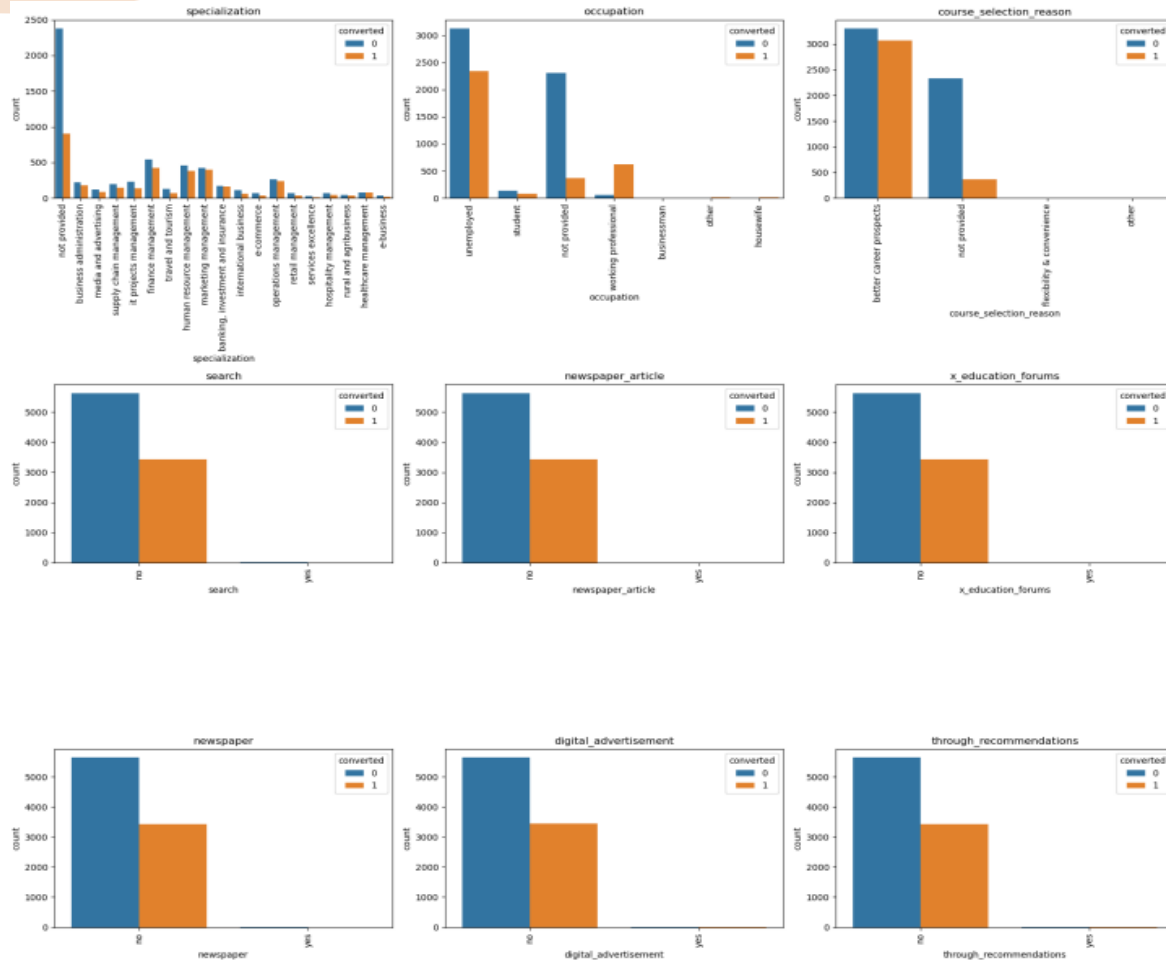 specialization
converted
0
1
2500
2000
1500
1000
500
0
count
not provided
business administration
media and advertising
supply chain management
it projects management
finance management
travel and tourism
human resource management
marketing management
banking, investment and insurance
international business
e-commerce
operations management
retail management
services excellence
hospitality management
rural and agribusiness
healthcare management
e-business
specialization
occupation
converted
0
1
3000
2500
2000
1500
1000
500
0
count
unemployed
student
not provided
working professional
businessman
other
housewife
occupation
course_selection_reason
converted
0
1
3000
2500
2000
1500
1000
500
0
count
better career prospects
not provided
flexibility & convenience
other
course_selection_reason
search
converted
0
1
5000
4000
3000
2000
1000
0
count
no
yes
search
newspaper_article
converted
0
1
5000
4000
3000
2000
1000
0
count
no
yes
newspaper_article
x_education_forums
converted
0
1
5000
4000
3000
2000
1000
0
count
no
yes
x_education_forums
newspaper
converted
0
1
5000
4000
3000
2000
1000
0
count
no
yes
newspaper
digital_advertisement
converted
0
1
5000
4000
3000
2000
1000
0
count
no
yes
digital_advertisement
through_recommendations
converted
0
1
5000
4000
3000
2000
1000
0
count
no
yes
through_recommendations